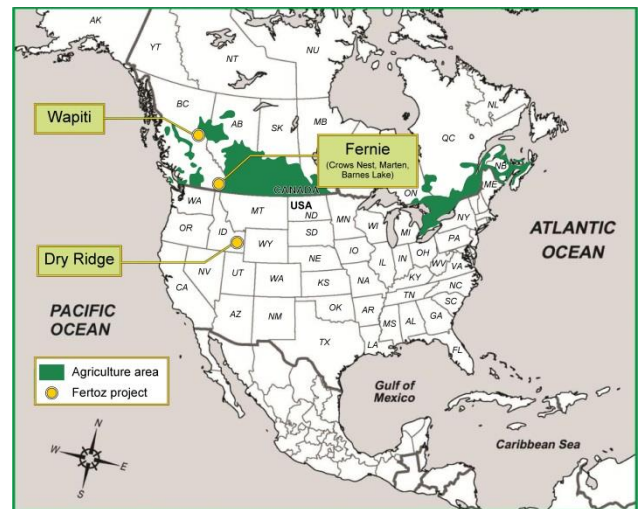 AK
YT
NT
NU
BC
AB
SK
MB
NL
QC
ON
NB
ME
Wapiti
Fernie
(Crows Nest, Marten,
Barnes Lake)
CANADA
USA
Dry Ridge
WA
MT
ND
MN
OR
ID
WY
SD
WI
MI
NY
NV
UT
WA
NE
IO
IL
IN
OH
PA
CA
KS
NA
KY
WV
VA
AZ
NM
OK
AR
TN
NC
SC
TX
LA
MS
AL
GA
FL
PACIFIC
OCEAN
ATLANTIC
OCEAN
Gulf of
Mexico
Caribbean Sea
Agriculture area
Fertoz project
N
W
E
S